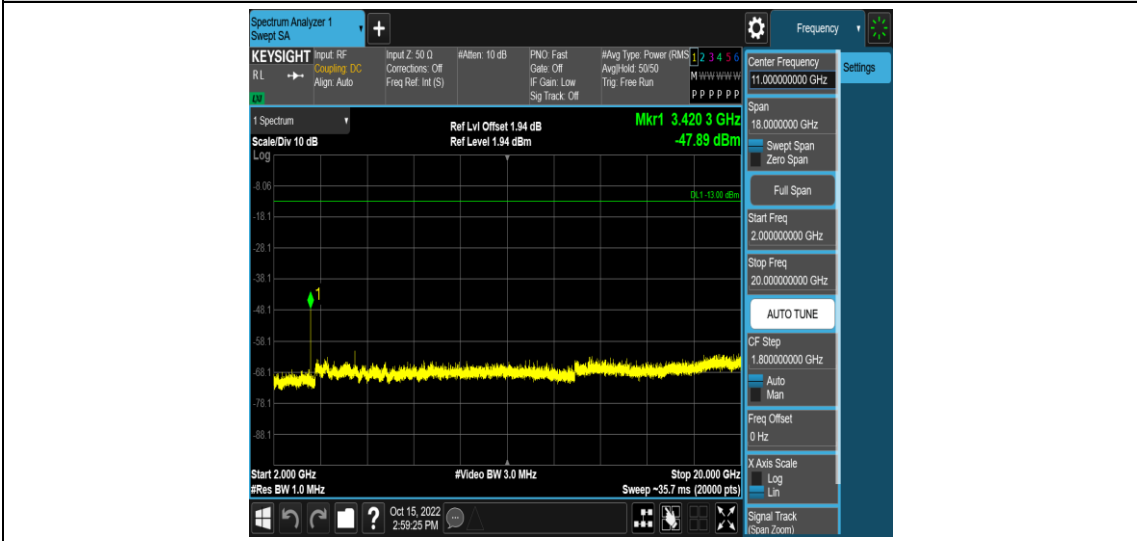 Spectrum Analyzer 1
Swept SA
+
Frequency
KEYSIGHT
RL
LXI
Input: RF
Coupling: DC
Align: Auto
Input Z: 50 Ω
Corrections: Off
Freq Ref: Int (S)
#Atten: 10 dB
PNO: Fast
Gate: Off
IF Gain: Low
Sig Track: Off
#Avg Type: Power (RMS
Avg|Hold: 50/50
Trig: Free Run
1 2 3 4 5 6
M W W W W W
P P P P P P
1 Spectrum
Scale/Div 10 dB
Log
Ref Lvl Offset 1.94 dB
Ref Level 1.94 dBm
Mkr1 3.420 3 GHz
-47.89 dBm
-8.06
DL1 -13.00 dBm
-18.1
-28.1
-38.1
1
-48.1
-58.1
-68.1
-78.1
-88.1
Start 2.000 GHz
#Res BW 1.0 MHz
#Video BW 3.0 MHz
Stop 20.000 GHz
Sweep ~35.7 ms (20000 pts)
Center Frequency
11.000000000 GHz
Settings
Span
18.0000000 GHz
Swept Span
Zero Span
Full Span
Start Freq
2.000000000 GHz
Stop Freq
20.000000000 GHz
AUTO TUNE
CF Step
1.800000000 GHz
Auto
Man
Freq Offset
0 Hz
X Axis Scale
Log
Lin
Signal Track
(Span Zoom)
?
Oct 15, 2022
2:59:25 PM